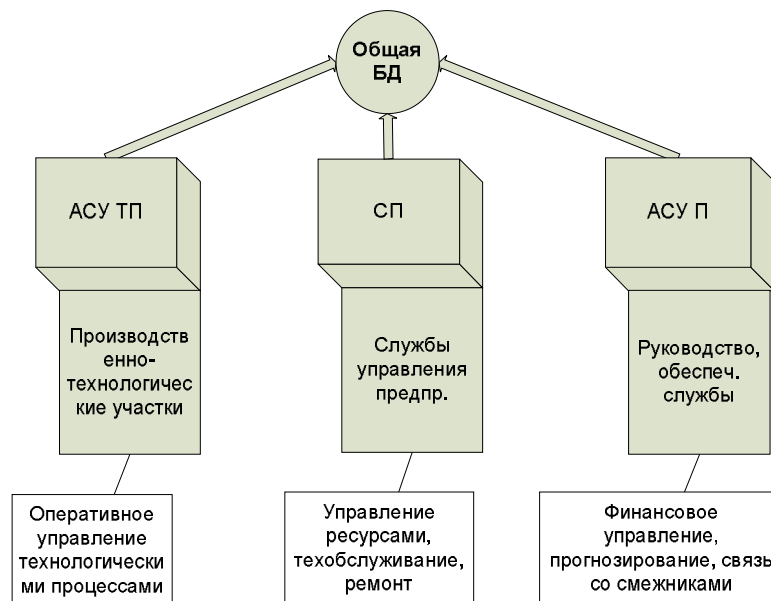 Общая
БД
АСУ ТП
СП
АСУ П
Производств
енно-
технологичес
кие участки
Службы
управления
предпр.
Руководство,
обеспеч.
службы
Оперативное
управление
технологически
ми процессами
Управление
ресурсами,
техобслуживание,
ремонт
Финансовое
управление,
прогнозирование, связь
со смежниками